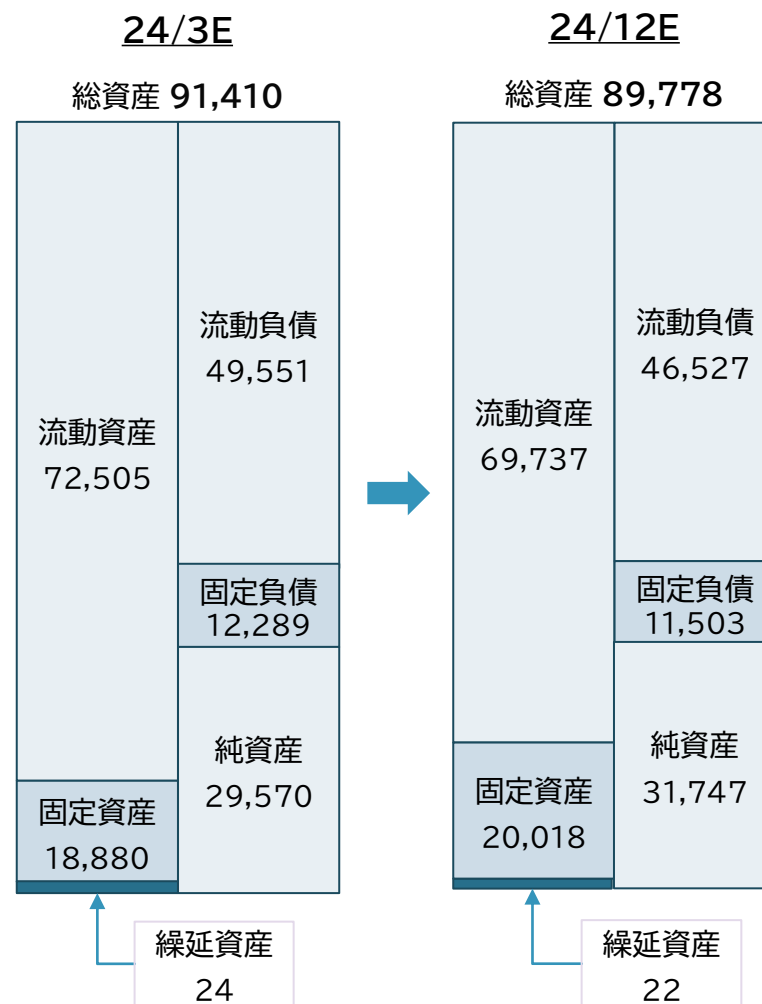 24/3E
総資産 91,410
流動資産
72,505
固定資産
18,880
繰延資産
24
流動負債
49,551
固定負債
12,289
純資産
29,570
24/12E
総資産 89,778
流動資産
69,737
固定資産
20,018
繰延資産
22
流動負債
46,527
固定負債
11,503
純資産
31,747